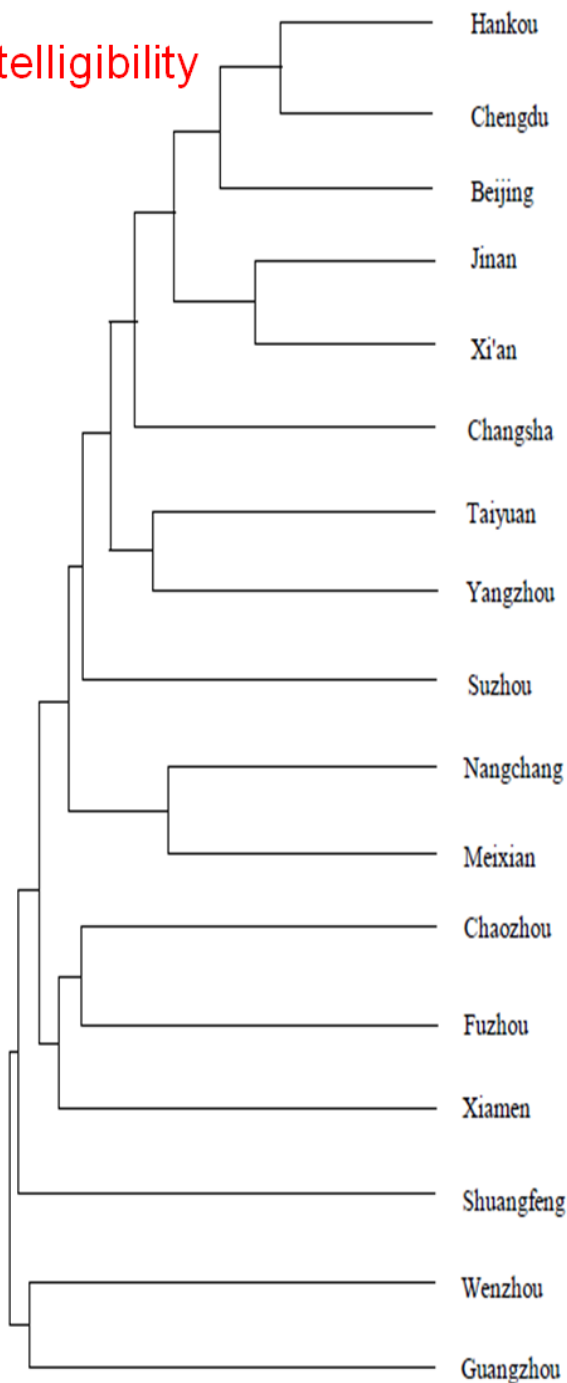 Hankou
telligibility
Chengdu
Beijing
Jinan
Xi'an
Changsha
Taiyuan
Yangzhou
Suzhou
Nangchang
Meixian
Chaozhou
Fuzhou
Xiamen
Shuangfeng
Wenzhou
Guangzhou